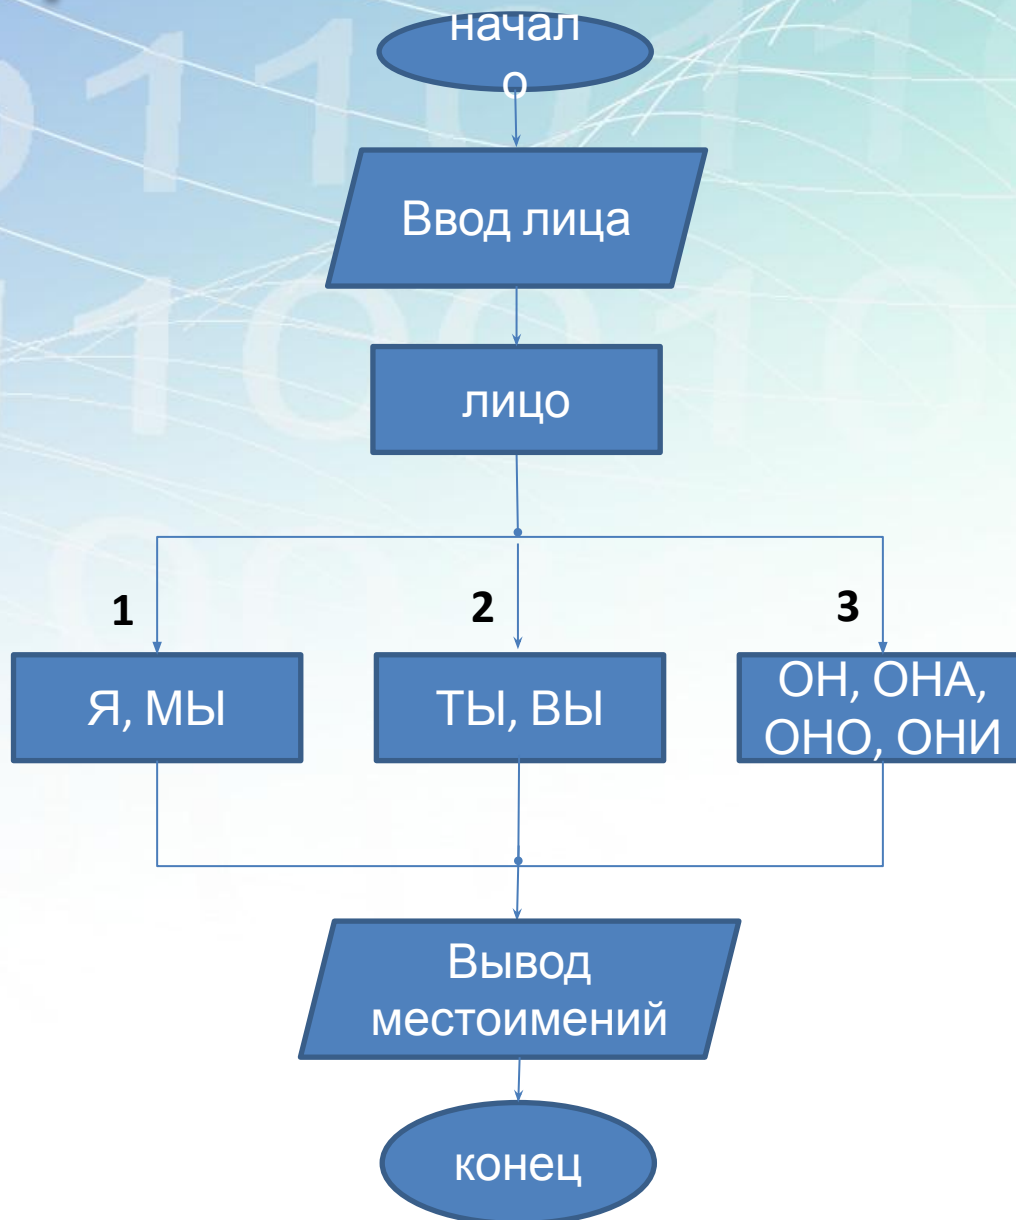 начал
о
Ввод лица
лицо
1
2
3
Я, МЫ
ТЫ, ВЫ
ОН, ОНА,
ОНО, ОНИ
Вывод
местоимений
конец